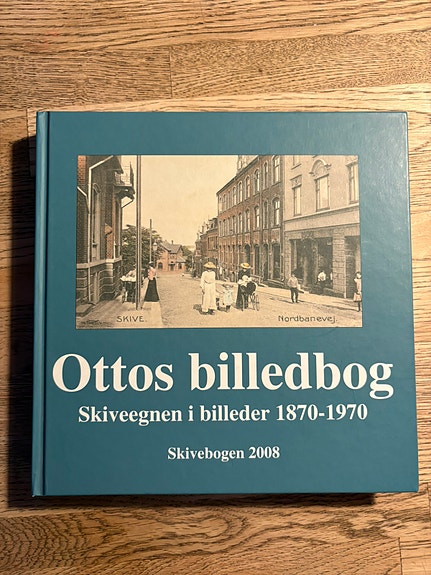 SKIVE. Nordbanevej.
Ottos billedbog
Skiveegnen i billeder 1870-1970
Skivebogen 2008